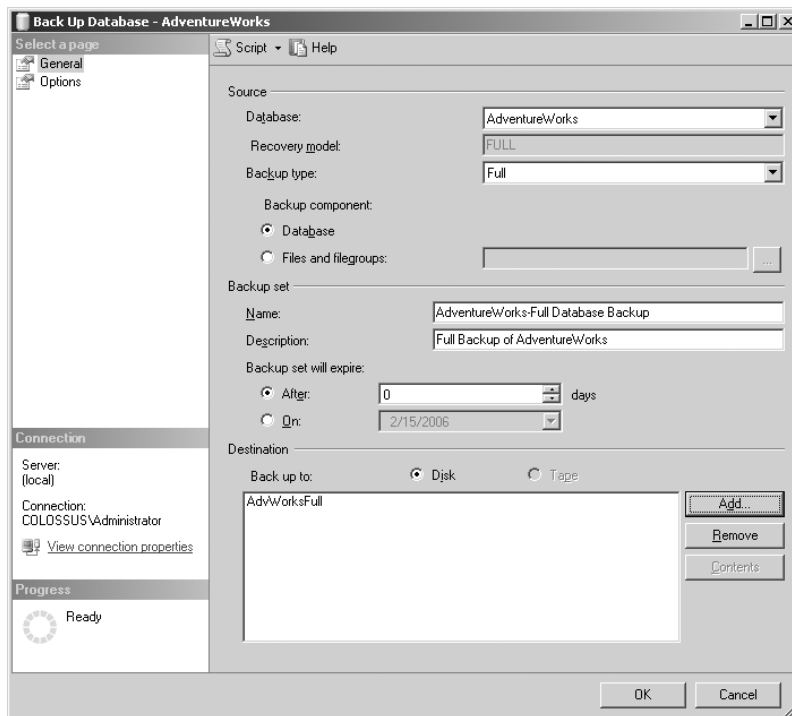 Back Up Database - AdventureWorks
Select a page
General
Options
Script
Help
Source
Database:
AdventureWorks
Recovery model:
FULL
Backup type:
Full
Backup component:
Database
Files and filegroups:
...
Backup set
Name:
AdventureWorks-Full Database Backup
Description:
Full Backup of AdventureWorks
Backup set will expire:
After:
0
days
On:
2/15/2006
Destination
Back up to:
Disk
Tape
AdvWorksFull
Add...
Remove
Contents
Connection
Server:
(local)
Connection:
COLOSSUS\Administrator
View connection properties
Progress
Ready
OK
Cancel